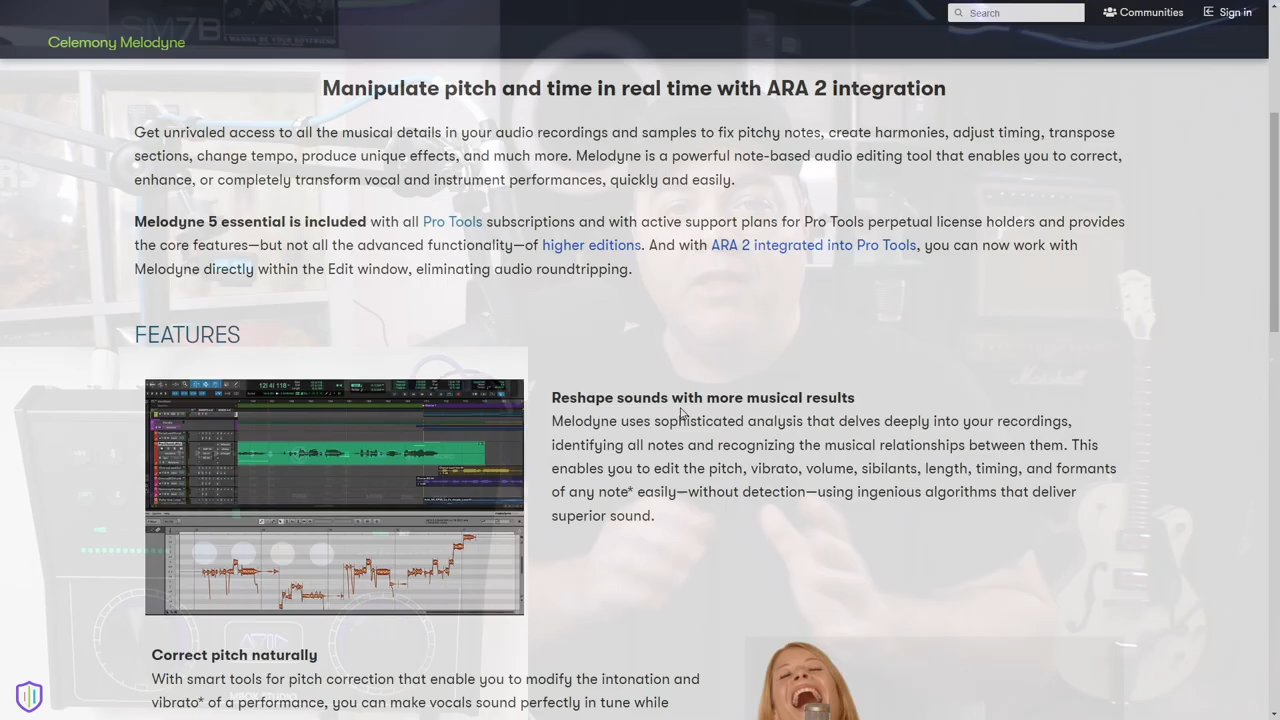 SM7B
Search
Communities
Sign in
Celemony Melodyne
Manipulate pitch and time in real time with ARA 2 integration
Get unrivaled access to all the musical details in your audio recordings and samples to fix pitchy notes, create harmonies, adjust timing, transpose
sections, change tempo, produce unique effects, and much more. Melodyne is a powerful note-based audio editing tool that enables you to correct,
enhance, or completely transform vocal and instrument performances, quickly and easily.
Melodyne 5 essential is included with all Pro Tools subscriptions and with active support plans for Pro Tools perpetual license holders and provides
the core features—but not all the advanced functionality—of higher editions. And with ARA 2 integrated into Pro Tools, you can now work with
Melodyne directly within the Edit window, eliminating audio roundtripping.
FEATURES
Reshape sounds with more musical results
Melodyne uses sophisticated analysis that delves deeply into your recordings,
identifying all notes and recognizing the musical relationships between them. This
enables you to edit the pitch, vibrato, volume, sibilants, length, timing, and formants
of any note* easily—without detection—using ingenious algorithms that deliver
superior sound.
Correct pitch naturally
With smart tools for pitch correction that enable you to modify the intonation and
vibrato* of a performance, you can make vocals sound perfectly in tune while
MBOX STUDIO